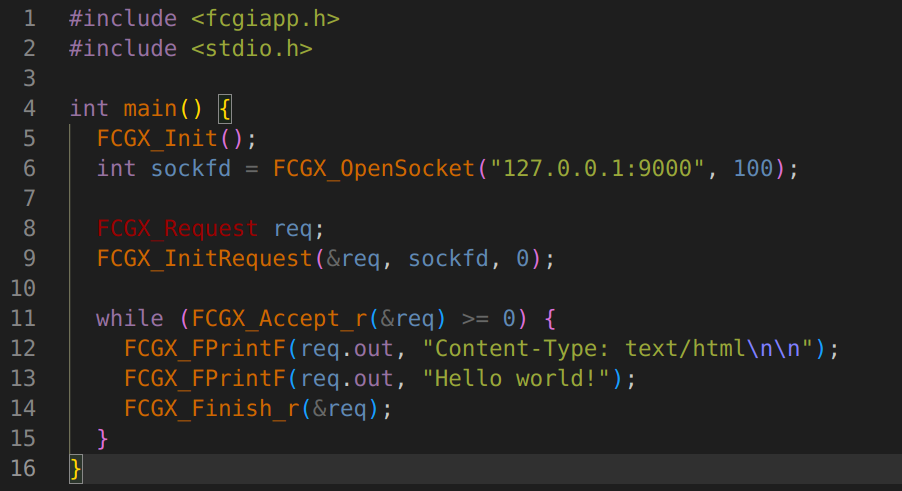 1 #include <fcgiapp.h>
2 #include <stdio.h>
3
4 int main() {
5   FCGX_Init();
6   int sockfd = FCGX_OpenSocket("127.0.0.1:9000", 100);
7
8   FCGX_Request req;
9   FCGX_InitRequest(&req, sockfd, 0);
10
11   while (FCGX_Accept_r(&req) >= 0) {
12     FCGX_FPrintF(req.out, "Content-Type: text/html\n\n");
13     FCGX_FPrintF(req.out, "Hello world!");
14     FCGX_Finish_r(&req);
15   }
16 }